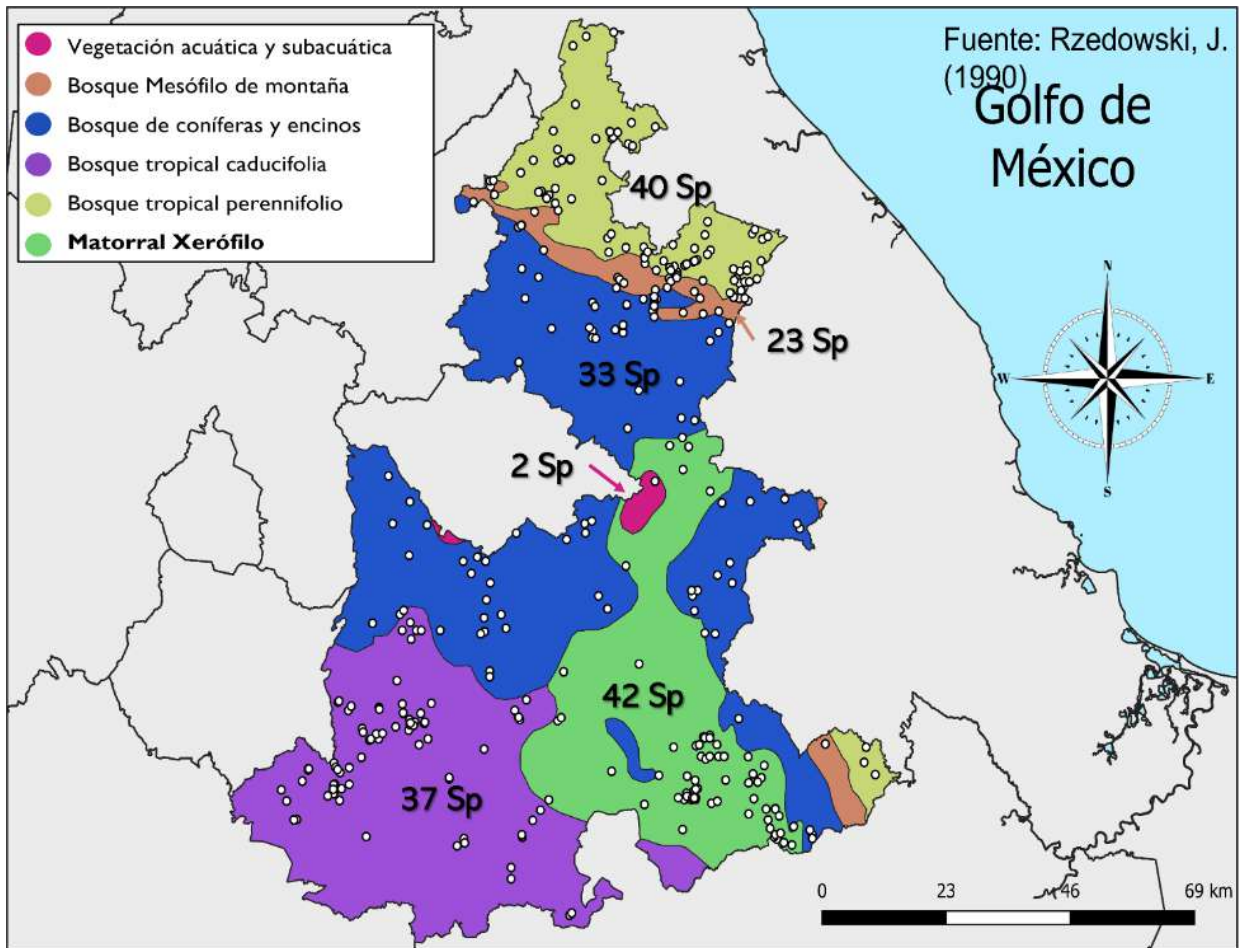 Vegetación acuática y subacuática
Bosque Mesófilo de montaña
Bosque de coníferas y encinos
Bosque tropical caducifolia
Bosque tropical perennifolio
Matorral Xerófilo
Fuente: Rzedowski, J.
(1990)
Golfo de
México
40 Sp
23 Sp
33 Sp
2 Sp
42 Sp
37 Sp
N
W
E
S
0 23 46 69 km